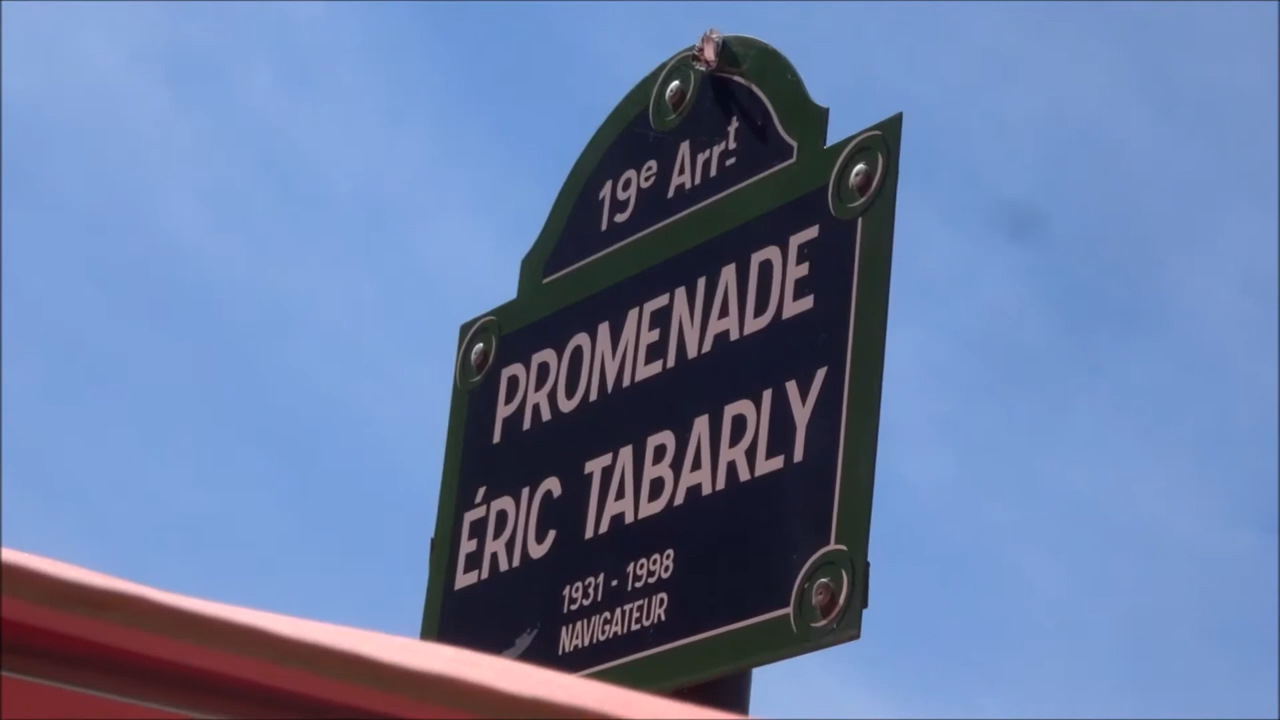 19e Arrt
PROMENADE
ÉRIC TABARLY
1931 - 1998
NAVIGATEUR